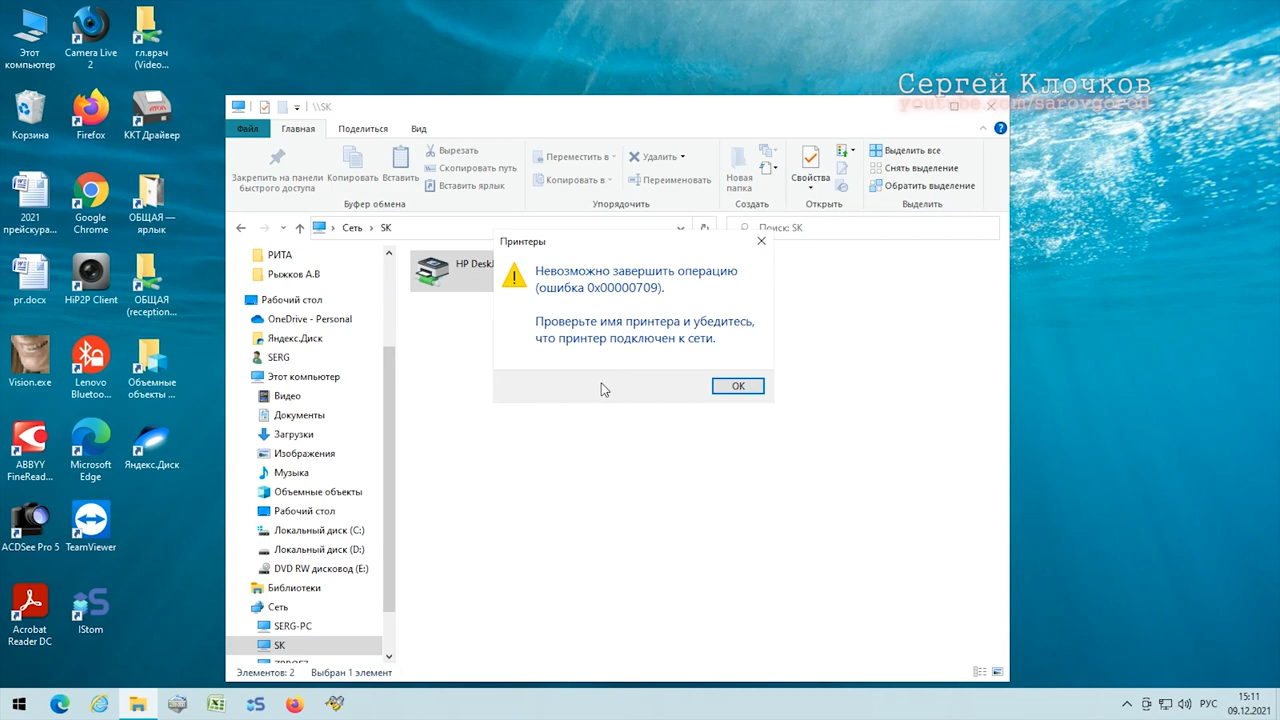 Этот
компьютер
Camera Live
2
гл.врач
(Video...
Корзина
Firefox
ККТ Драйвер
2021
прейскура...
Google
Chrome
ОБЩАЯ —
ярлык
pr.docx
HiP2P Client
ОБЩАЯ
(reception...
Vision.exe
Lenovo
Bluetoo...
Объемные
объекты ...
ABBYY
FineRead...
Microsoft
Edge
Яндекс.Диск
ACDSee Pro 5
TeamViewer
Acrobat
Reader DC
IStom
Сергей Клочков
youtube.com/sarovgorod
\\SK
Файл
Главная
Поделиться
Вид
Закрепить на панели
быстрого доступа
Копировать
Вставить
Вырезать
Скопировать путь
Вставить ярлык
Буфер обмена
Переместить в
Копировать в
Удалить
Переименовать
Упорядочить
Новая
папка
Создать
Свойства
Открыть
Выделить все
Снять выделение
Обратить выделение
Выделить
Сеть
SK
Поиск: SK
РИТА
Рыжков А.В
Рабочий стол
OneDrive - Personal
Яндекс.Диск
SERG
Этот компьютер
Видео
Документы
Загрузки
Изображения
Музыка
Объемные объекты
Рабочий стол
Локальный диск (C:)
Локальный диск (D:)
DVD RW дисковод (E:)
Библиотеки
Сеть
SERG-PC
SK
HP
Принтеры
Невозможно завершить операцию
(ошибка 0x00000709).
Проверьте имя принтера и убедитесь,
что принтер подключен к сети.
ОК
Элементов: 2
Выбран 1 элемент
РУС
15:11
09.12.2021